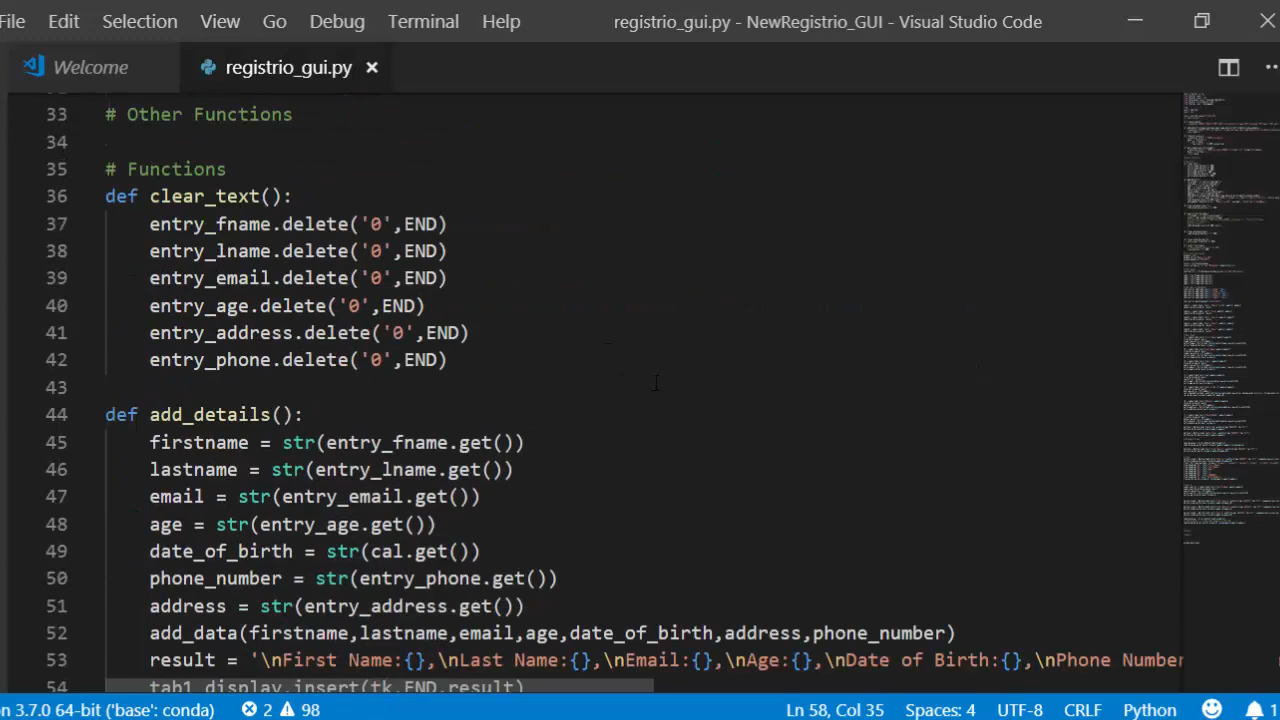 File Edit Selection View Go Debug Terminal Help registrio_gui.py - NewRegistrio_GUI - Visual Studio Code
Welcome registrio_gui.py
33 # Other Functions
34
35 # Functions
36 def clear_text():
37 entry_fname.delete('0',END)
38 entry_lname.delete('0',END)
39 entry_email.delete('0',END)
40 entry_age.delete('0',END)
41 entry_address.delete('0',END)
42 entry_phone.delete('0',END)
43
44 def add_details():
45 firstname = str(entry_fname.get())
46 lastname = str(entry_lname.get())
47 email = str(entry_email.get())
48 age = str(entry_age.get())
49 date_of_birth = str(cal.get())
50 phone_number = str(entry_phone.get())
51 address = str(entry_address.get())
52 add_data(firstname,lastname,email,age,date_of_birth,address,phone_number)
53 result = '\nFirst Name:{},\nLast Name:{},\nEmail:{},\nAge:{},\nDate of Birth:{},\nPhone Number
54 tab1_display.insert(tk.END,result)
on 3.7.0 64-bit ('base': conda) 2 98 Ln 58, Col 35 Spaces: 4 UTF-8 CRLF Python 1